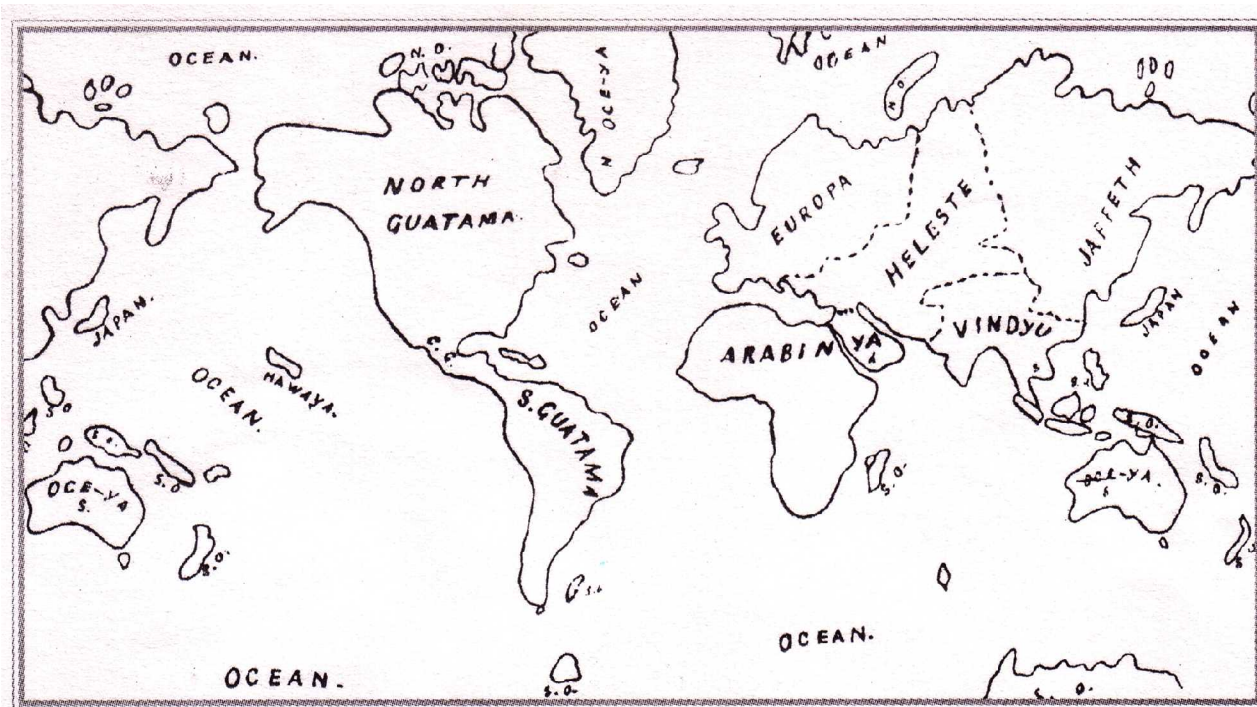 OCEAN.
N. O.
OCEAN
N OCE-YA
N O
NORTH
GUATAMA.
EUROPA
HELESTE
JAFFETH
OCEAN
JAPAN.
JAPAN
OCEAN
C. C.
ARABIN
YA
VINDYU
HAWAYA.
OCEAN.
S. GUATAMA
S.O
S.O.
S.O
S.O.
S.O.
OCE-YA
S.
OCE-YA.
S
S.O.
S.O.
OCEAN.
OCEAN.
S.O.
S. O.